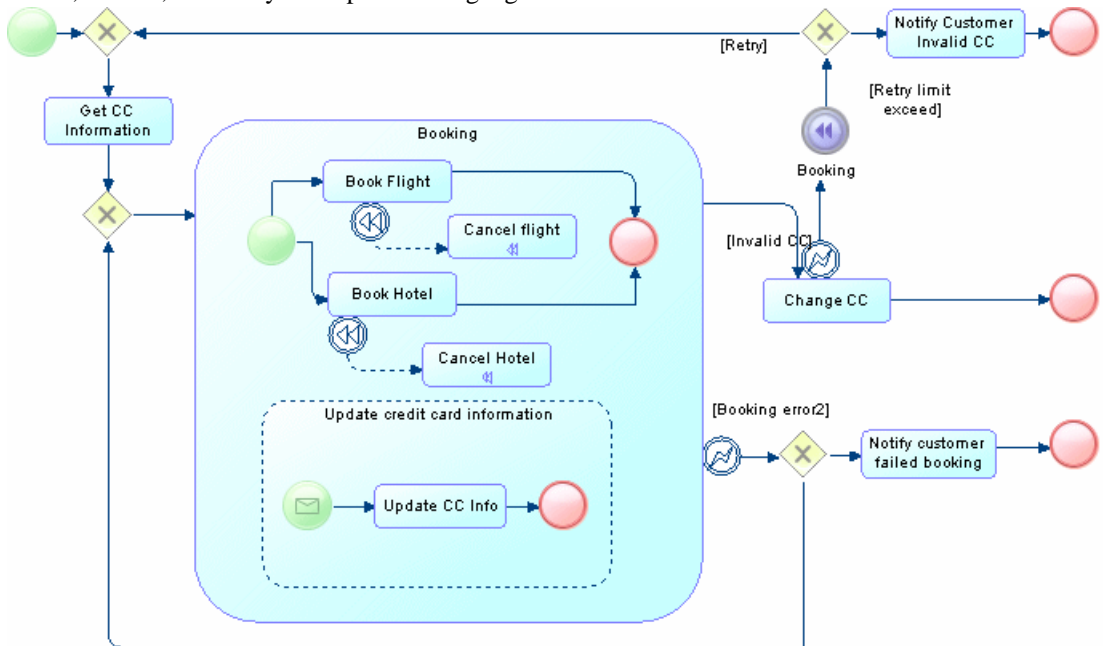 Notify Customer
Invalid CC
[Retry]
[Retry limit
exceed]
Get CC
Information
Booking
Booking
Book Flight
Cancel flight
[Invalid CC]
Book Hotel
Change CC
Cancel Hotel
Update credit card information
[Booking error2]
Notify customer
failed booking
Update CC Info